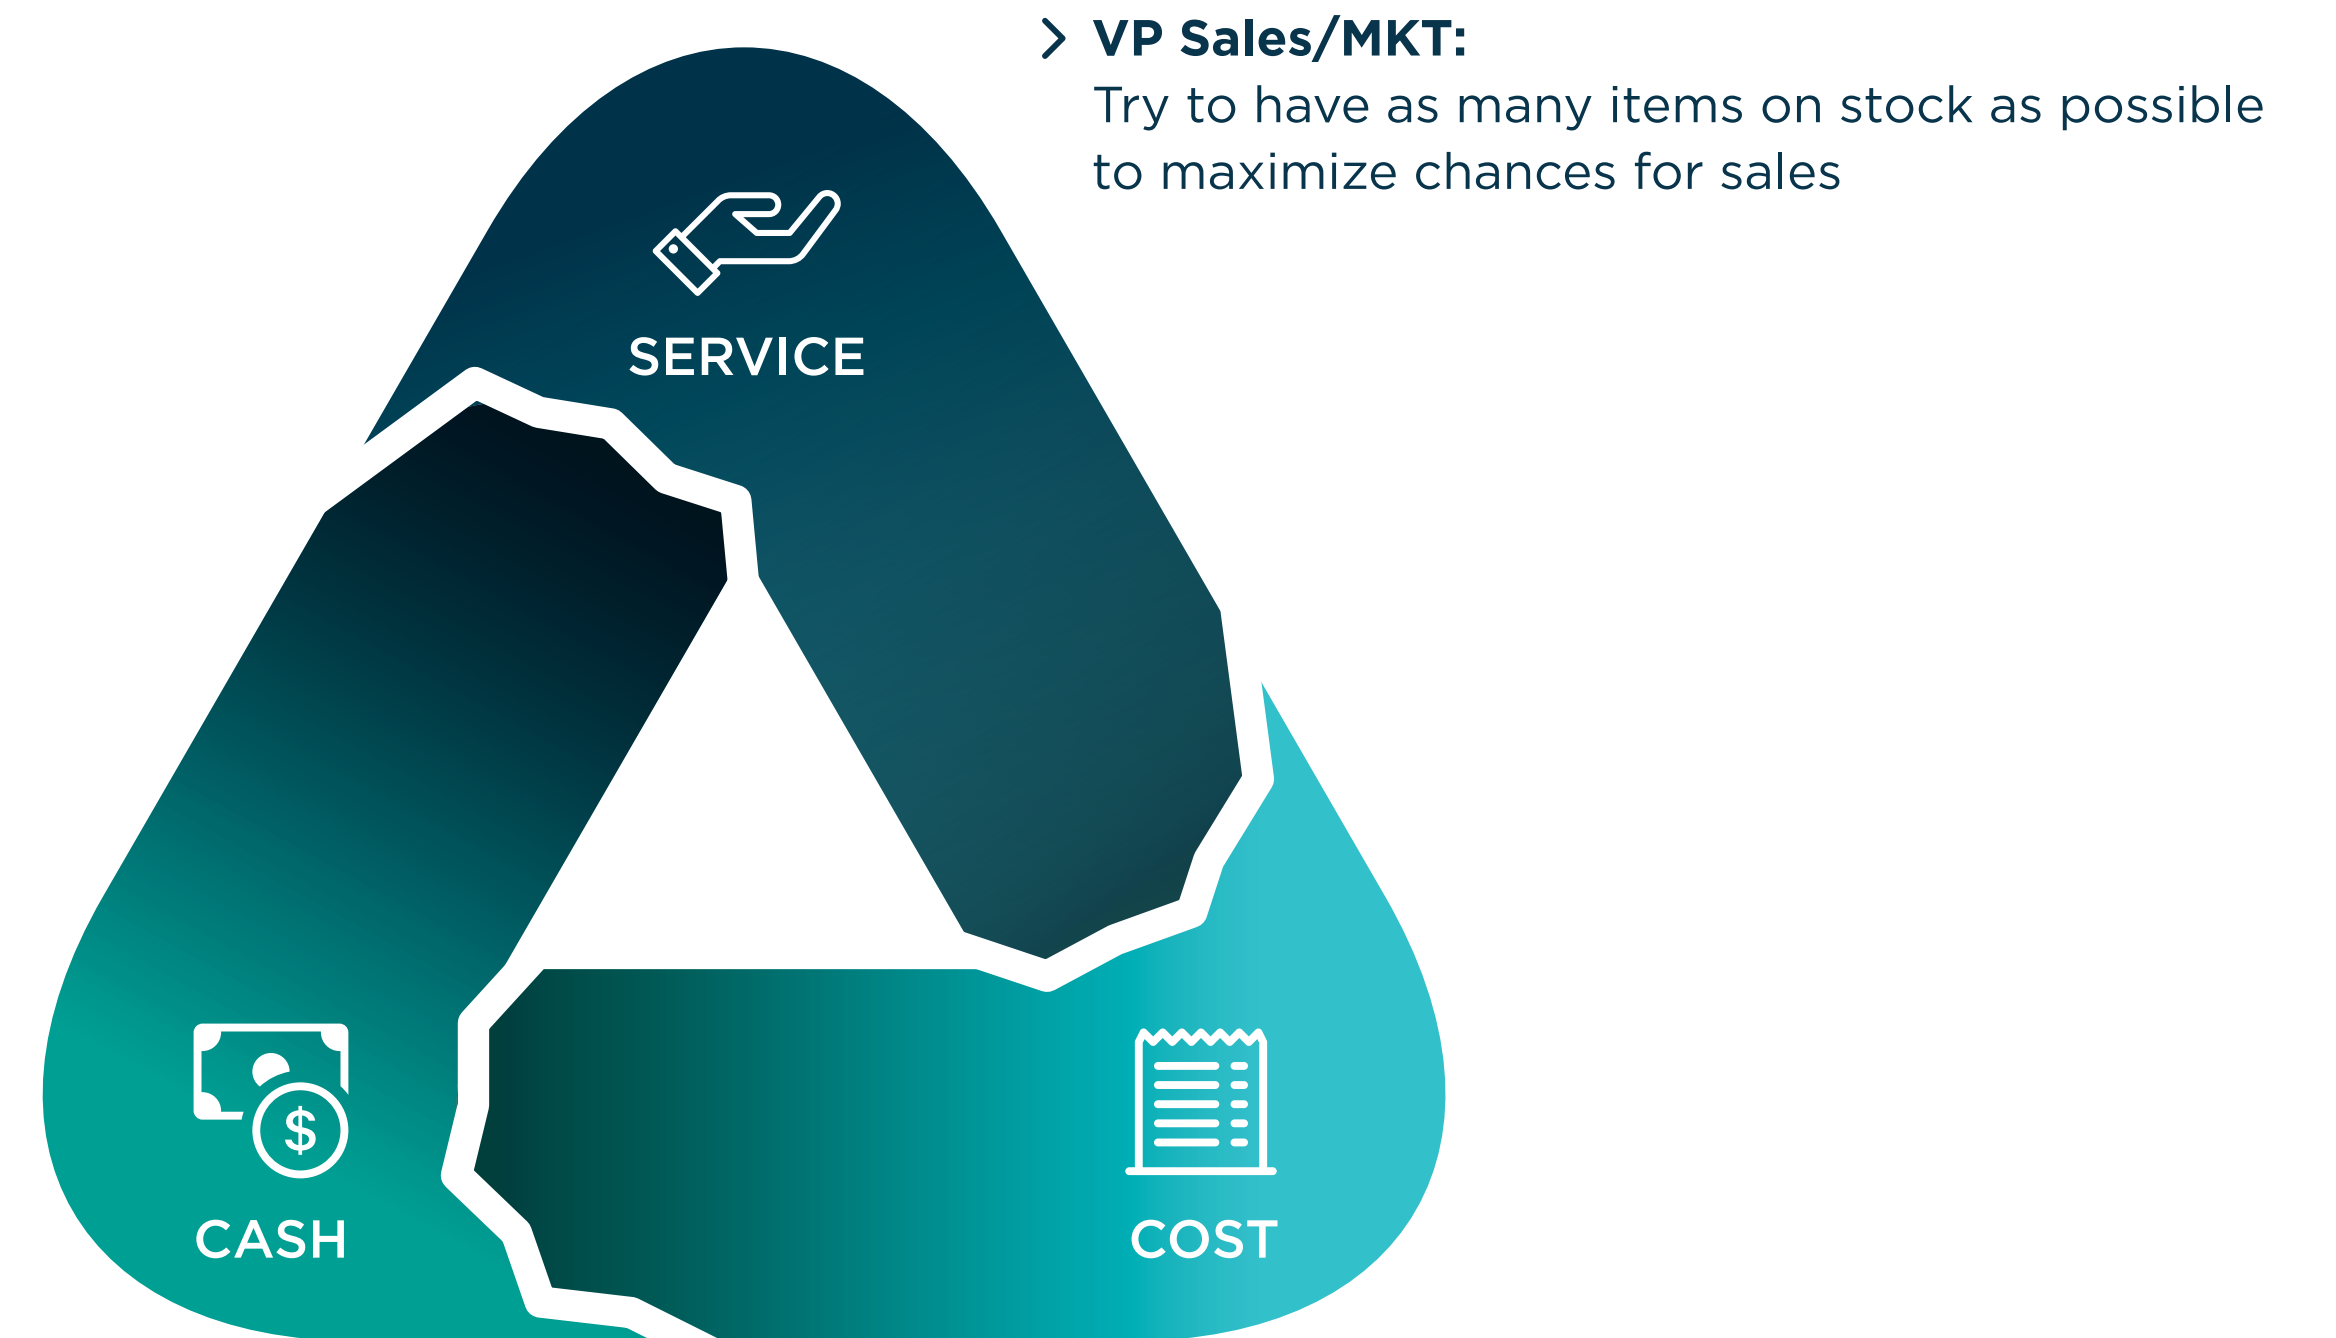 VP Sales/MKT:
Try to have as many items on stock as possible
to maximize chances for sales
SERVICE
$
CASH
COST